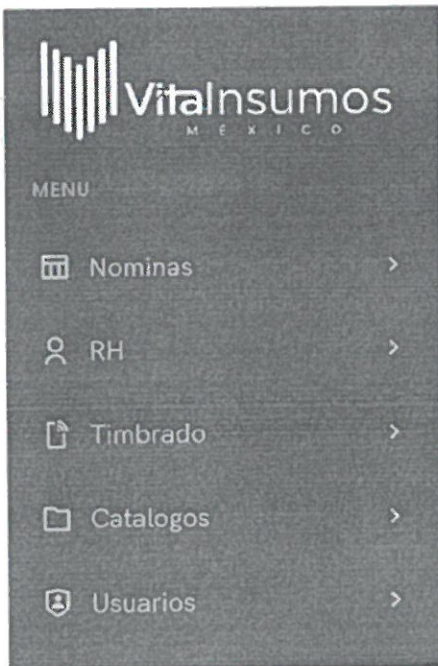 VitaInsumos
MÉXICO
MENU
Nominas
RH
Timbrado
Catalogos
Usuarios